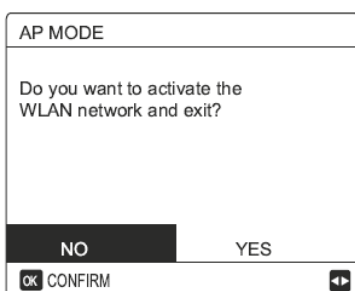 AP MODE
Do you want to activate the
WLAN network and exit?
NO YES
OK CONFIRM